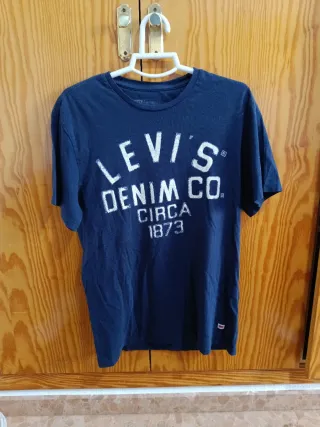 LEVI'S®
DENIM CO.®
CIRCA
1873